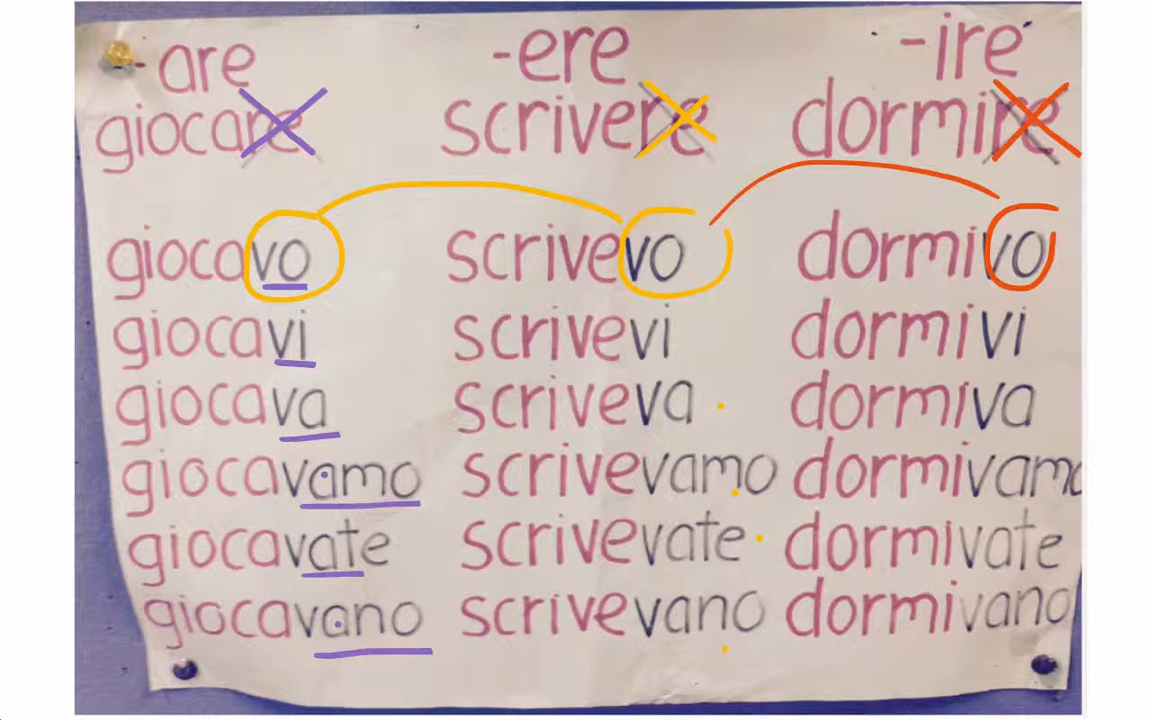 - are -ere -ire
giocare scrivere dormire
giocavo scrivevo dormivo
giocavi scrivevi dormivi
giocava scriveva dormiva
giocavamo scrivevamo dormivamo
giocavate scrivevate dormivate
giocavano scrivevano dormivano